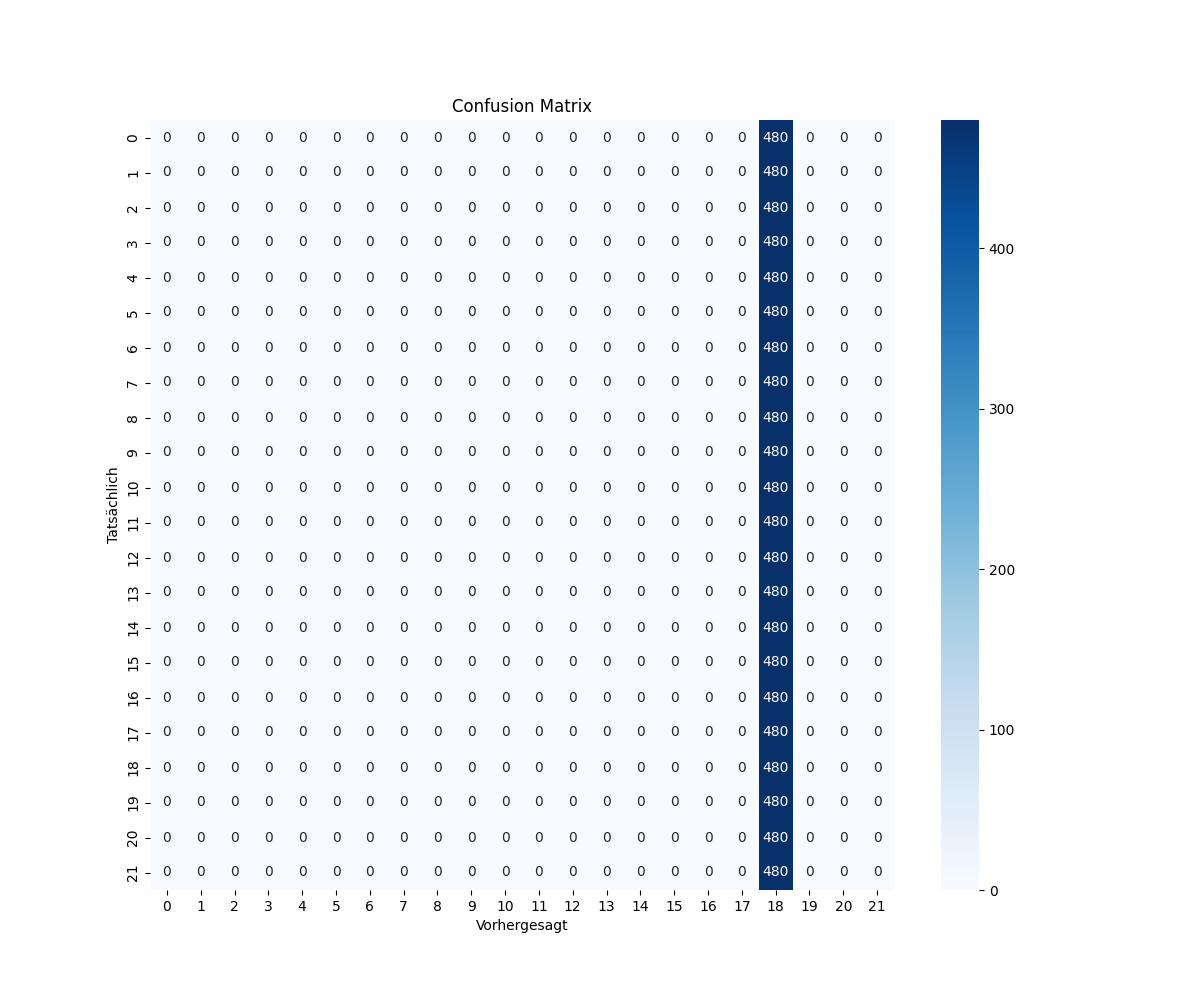 Confusion Matrix
Tatsächlich
0 0 0 0 0 0 0 0 0 0 0 0 0 0 0 0 0 0 0 480 0 0 0
1 0 0 0 0 0 0 0 0 0 0 0 0 0 0 0 0 0 0 480 0 0 0
2 0 0 0 0 0 0 0 0 0 0 0 0 0 0 0 0 0 0 480 0 0 0
3 0 0 0 0 0 0 0 0 0 0 0 0 0 0 0 0 0 0 480 0 0 0
4 0 0 0 0 0 0 0 0 0 0 0 0 0 0 0 0 0 0 480 0 0 0
5 0 0 0 0 0 0 0 0 0 0 0 0 0 0 0 0 0 0 480 0 0 0
6 0 0 0 0 0 0 0 0 0 0 0 0 0 0 0 0 0 0 480 0 0 0
7 0 0 0 0 0 0 0 0 0 0 0 0 0 0 0 0 0 0 480 0 0 0
8 0 0 0 0 0 0 0 0 0 0 0 0 0 0 0 0 0 0 480 0 0 0
9 0 0 0 0 0 0 0 0 0 0 0 0 0 0 0 0 0 0 480 0 0 0
10 0 0 0 0 0 0 0 0 0 0 0 0 0 0 0 0 0 0 480 0 0 0
11 0 0 0 0 0 0 0 0 0 0 0 0 0 0 0 0 0 0 480 0 0 0
12 0 0 0 0 0 0 0 0 0 0 0 0 0 0 0 0 0 0 480 0 0 0
13 0 0 0 0 0 0 0 0 0 0 0 0 0 0 0 0 0 0 480 0 0 0
14 0 0 0 0 0 0 0 0 0 0 0 0 0 0 0 0 0 0 480 0 0 0
15 0 0 0 0 0 0 0 0 0 0 0 0 0 0 0 0 0 0 480 0 0 0
16 0 0 0 0 0 0 0 0 0 0 0 0 0 0 0 0 0 0 480 0 0 0
17 0 0 0 0 0 0 0 0 0 0 0 0 0 0 0 0 0 0 480 0 0 0
18 0 0 0 0 0 0 0 0 0 0 0 0 0 0 0 0 0 0 480 0 0 0
19 0 0 0 0 0 0 0 0 0 0 0 0 0 0 0 0 0 0 480 0 0 0
20 0 0 0 0 0 0 0 0 0 0 0 0 0 0 0 0 0 0 480 0 0 0
21 0 0 0 0 0 0 0 0 0 0 0 0 0 0 0 0 0 0 480 0 0 0
0 1 2 3 4 5 6 7 8 9 10 11 12 13 14 15 16 17 18 19 20 21
Vorhergesagt
400
300
200
100
0